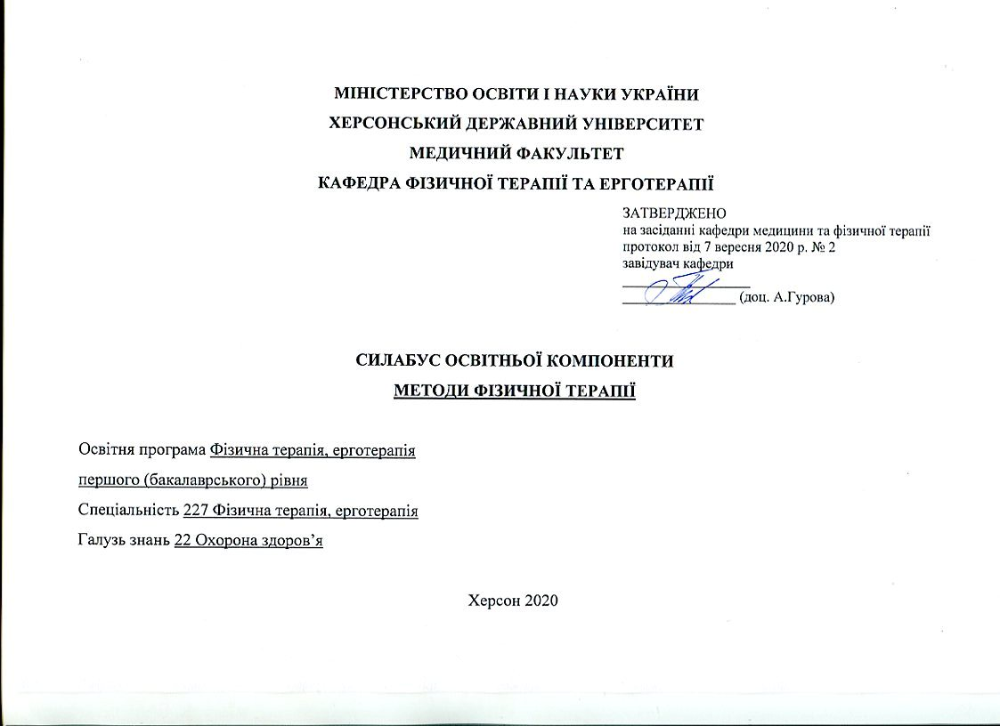 МІНІСТЕРСТВО ОСВІТИ І НАУКИ УКРАЇНИ
ХЕРСОНСЬКИЙ ДЕРЖАВНИЙ УНІВЕРСИТЕТ
МЕДИЧНИЙ ФАКУЛЬТЕТ
КАФЕДРА ФІЗИЧНОЇ ТЕРАПІЇ ТА ЕРГОТЕРАПІЇ
ЗАТВЕРДЖЕНО
на засіданні кафедри медицини та фізичної терапії
протокол від 7 вересня 2020 р. № 2
завідувач кафедри
(доц. А.Гурова)
СИЛАБУС ОСВІТНЬОЇ КОМПОНЕНТИ
МЕТОДИ ФІЗИЧНОЇ ТЕРАПІЇ
Освітня програма Фізична терапія, ерготерапія
першого (бакалаврського) рівня
Спеціальність 227 Фізична терапія, ерготерапія
Галузь знань 22 Охорона здоров’я
Херсон 2020